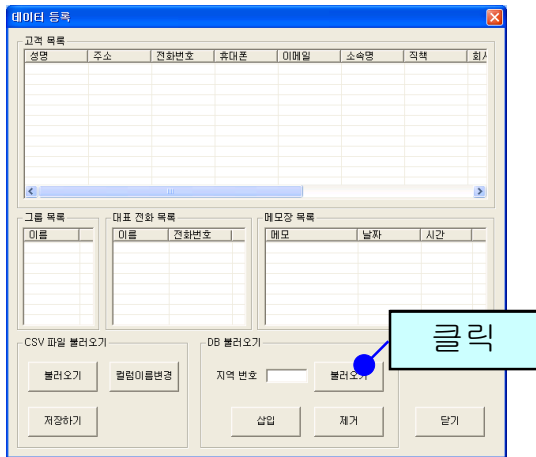 데이터 등록
고객 목록
성명 주소 전화번호 휴대폰 이메일 소속명 직책 회사
그룹 목록 대표 전화 목록 메모장 목록
이름 이름 전화번호 메모 날짜 시간
CSV 파일 불러오기 DB 불러오기
클릭
불러오기 컬럼이름변경 지역 번호 불러오기
저장하기 삽입 제거 닫기